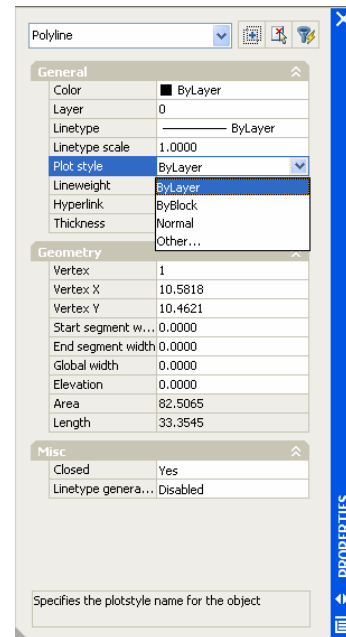 Polyline
General
Color ByLayer
Layer 0
Linetype ByLayer
Linetype scale 1.0000
Plot style ByLayer
Lineweight ByLayer
Hyperlink ByBlock
Thickness Normal
Other...
Geometry
Vertex 1
Vertex X 10.5818
Vertex Y 10.4621
Start segment w... 0.0000
End segment width 0.0000
Global width 0.0000
Elevation 0.0000
Area 82.5065
Length 33.3545
Misc
Closed Yes
Linetype genera... Disabled
Specifies the plotstyle name for the object
PROPERTIES